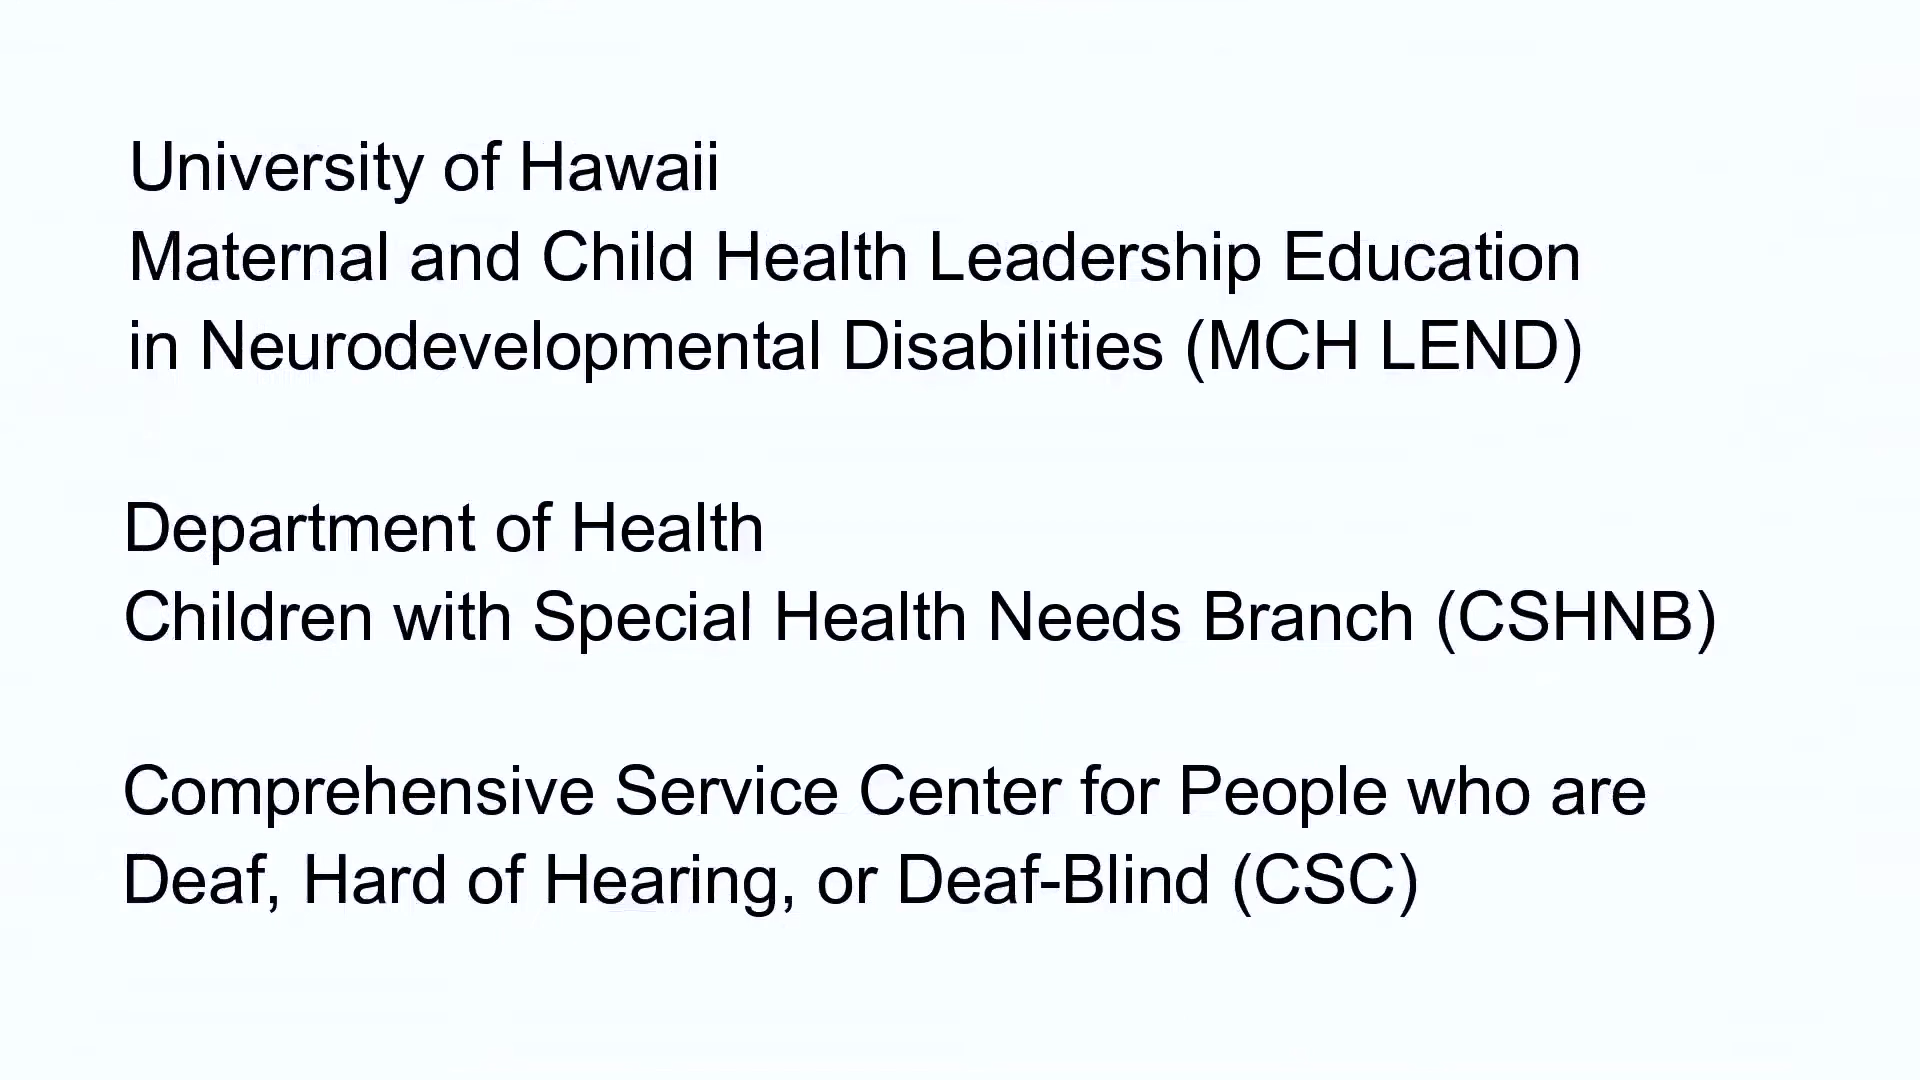 University of Hawaii
Maternal and Child Health Leadership Education
in Neurodevelopmental Disabilities (MCH LEND)
Department of Health
Children with Special Health Needs Branch (CSHNB)
Comprehensive Service Center for People who are
Deaf, Hard of Hearing, or Deaf-Blind (CSC)